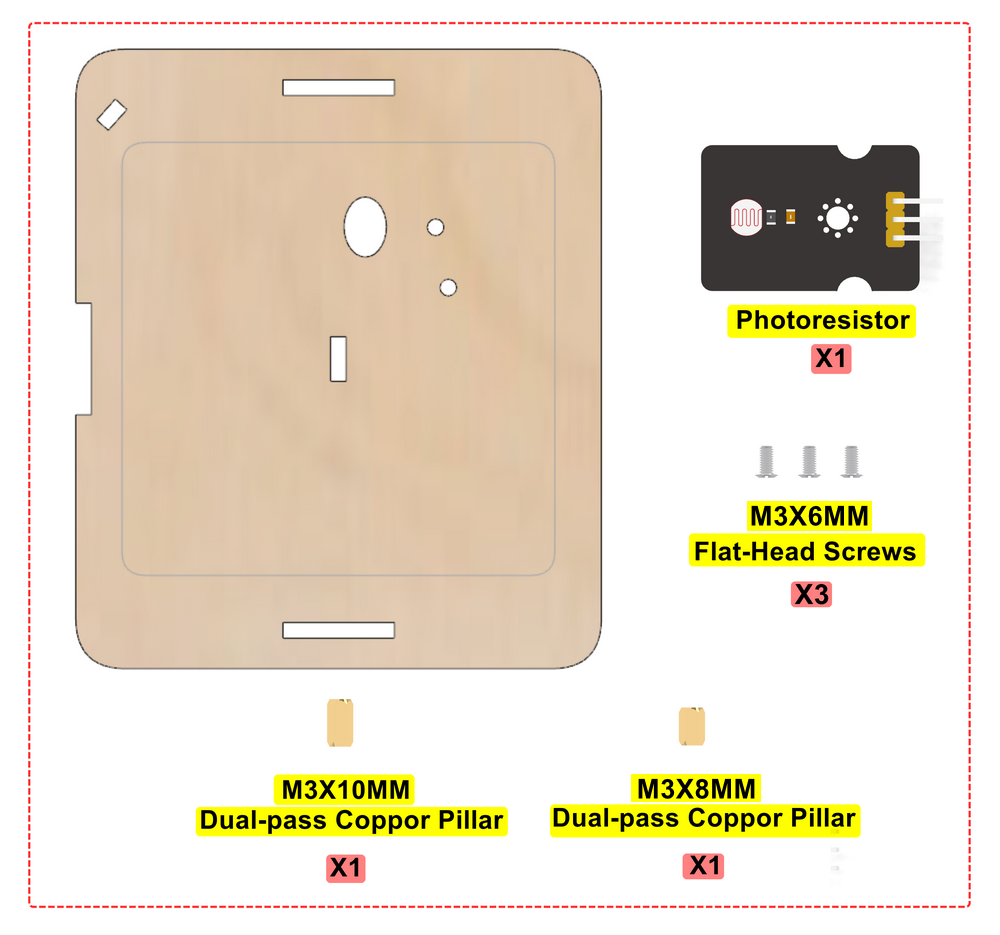 Photoresistor
X1
M3X6MM
Flat-Head Screws
X3
M3X10MM
Dual-pass Coppor Pillar
X1
M3X8MM
Dual-pass Coppor Pillar
X1